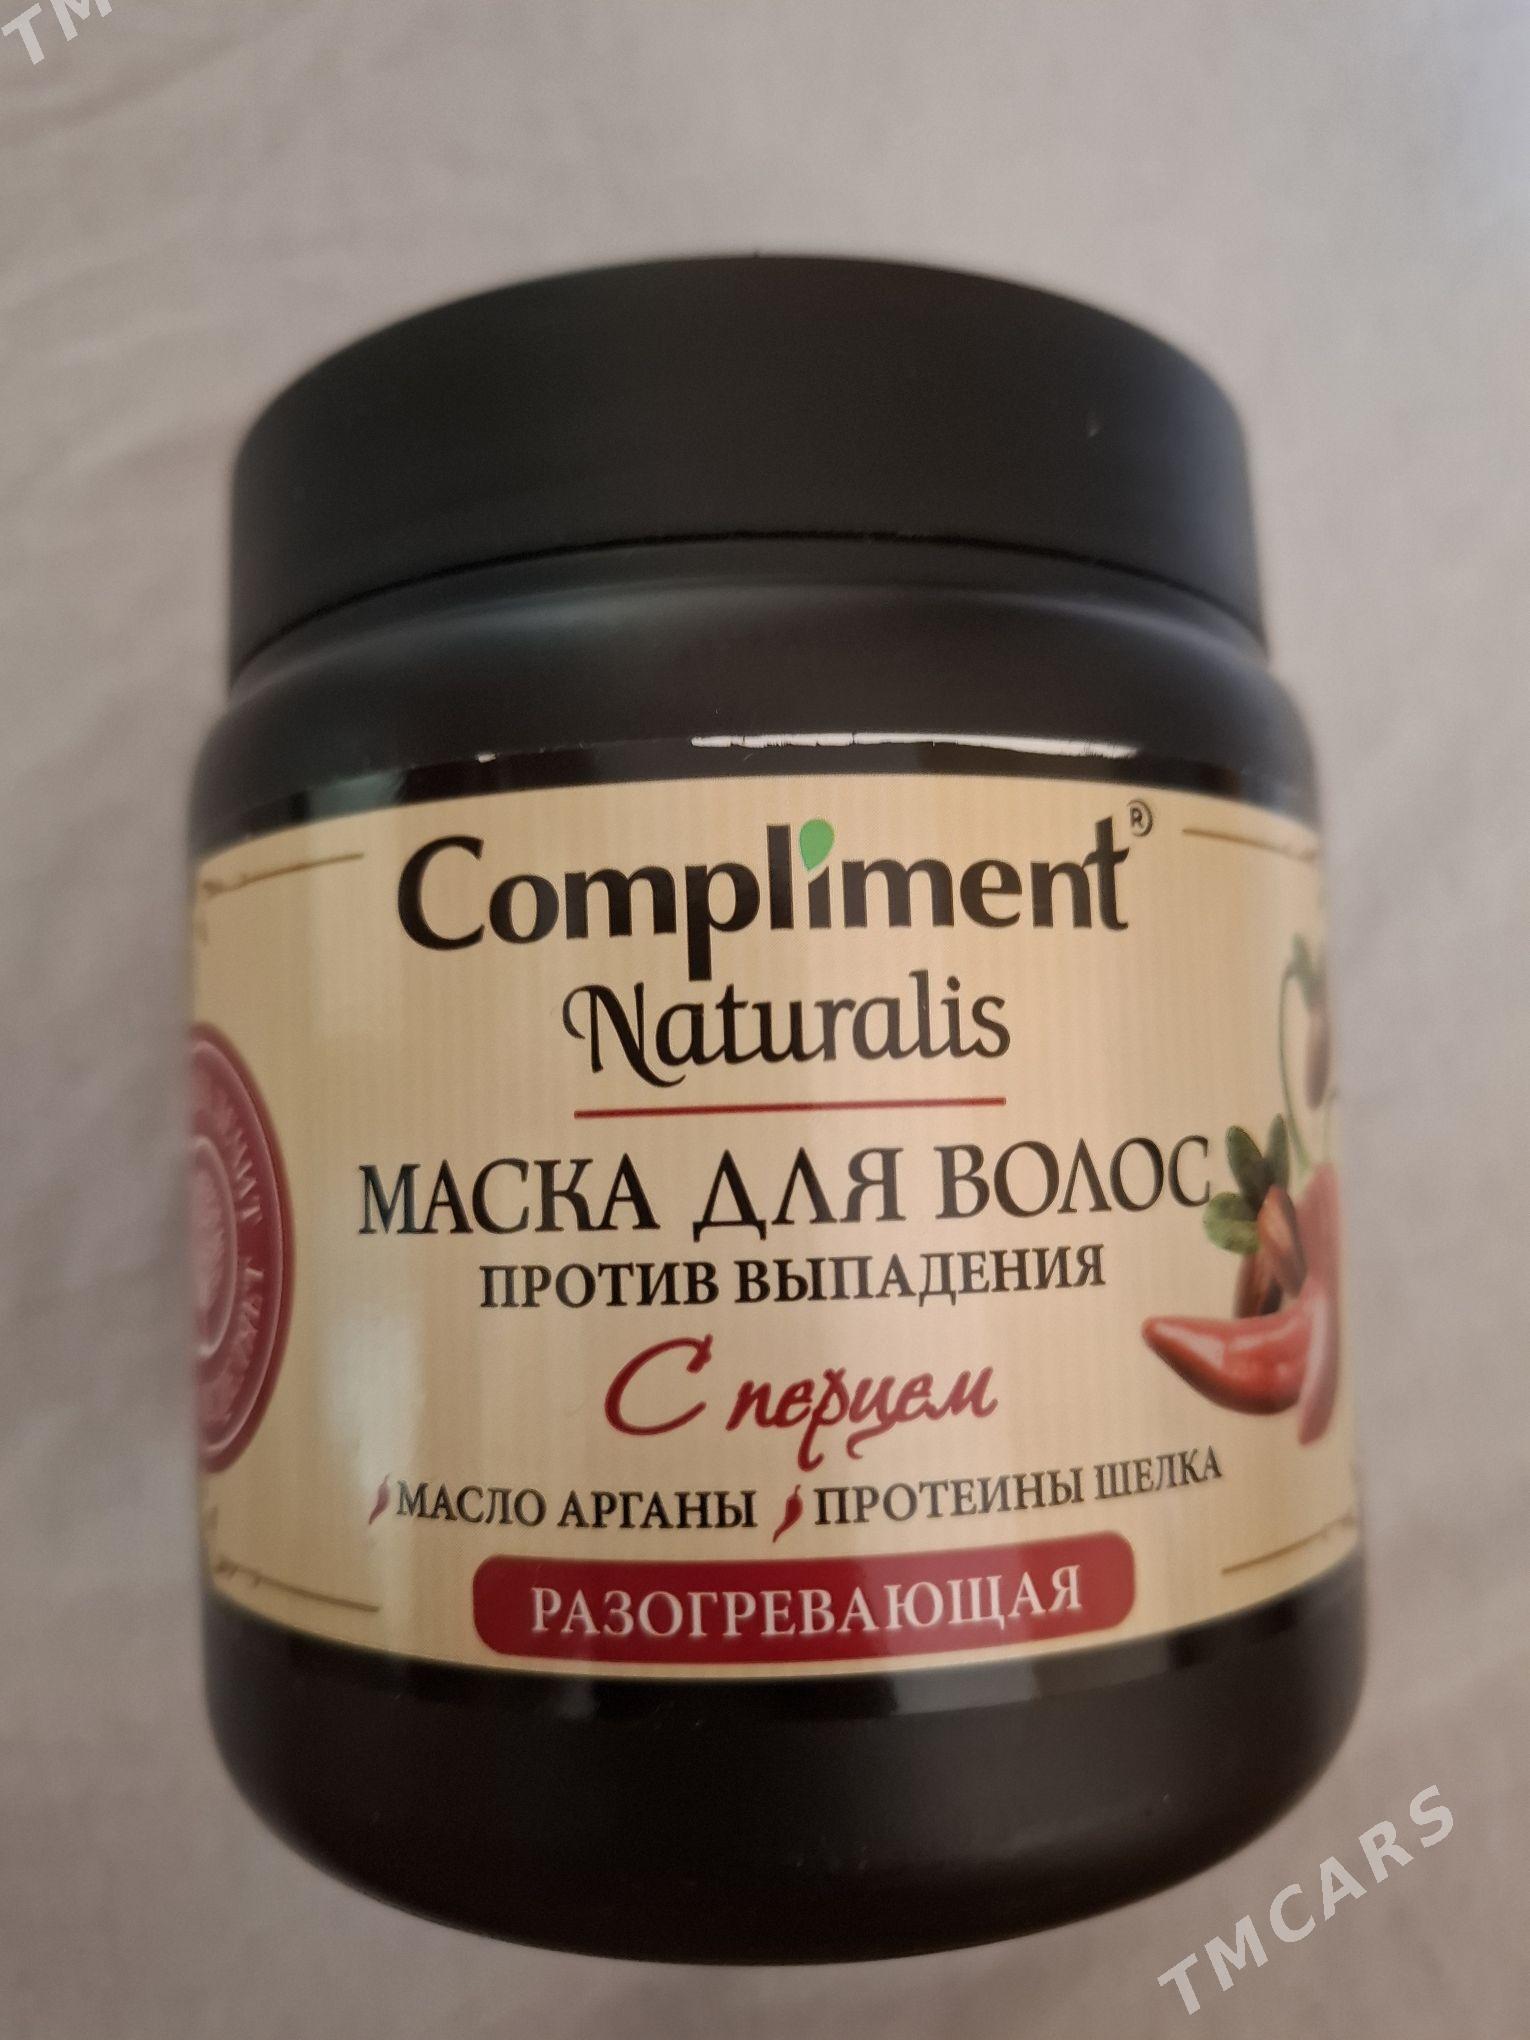 TM
Compliment®
Naturalis
МАСКА ДЛЯ ВОЛОС
ПРОТИВ ВЫПАДЕНИЯ
С перцем
МАСЛО АРГАНЫ ПРОТЕИНЫ ШЕЛКА
РАЗОГРЕВАЮЩАЯ
TMCARS